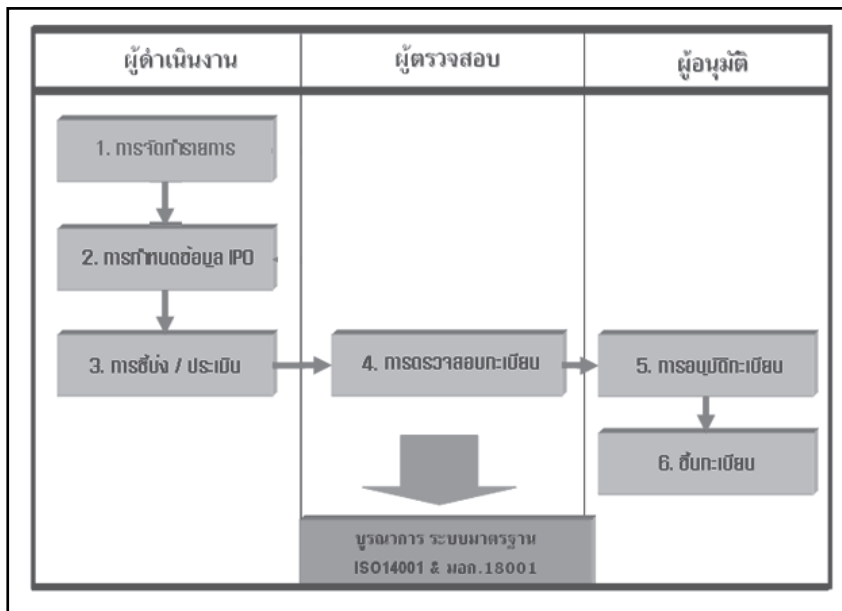 ผู้ดำเนินงาน
ผู้ตรวจสอบ
ผู้อนุมัติ
1. การจัดทำรายการ
2. การกำหนดข้อมูล IPO
3. การชี้บ่ง / ประเมิน
4. การตรวจสอบทะเบียน
5. การอนุมัติทะเบียน
6. ขึ้นทะเบียน
บูรณาการ ระบบมาตรฐาน
ISO14001 & มอก.18001